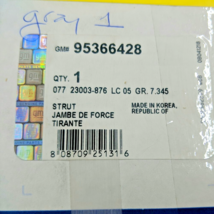 gray 1
GM# 95366428
QTY. 1
077 23003-876 LC 05 GR. 7.345
STRUT
JAMBE DE FORCE
TIRANTE
MADE IN KOREA,
REPUBLIC OF
8 08709 25131 6